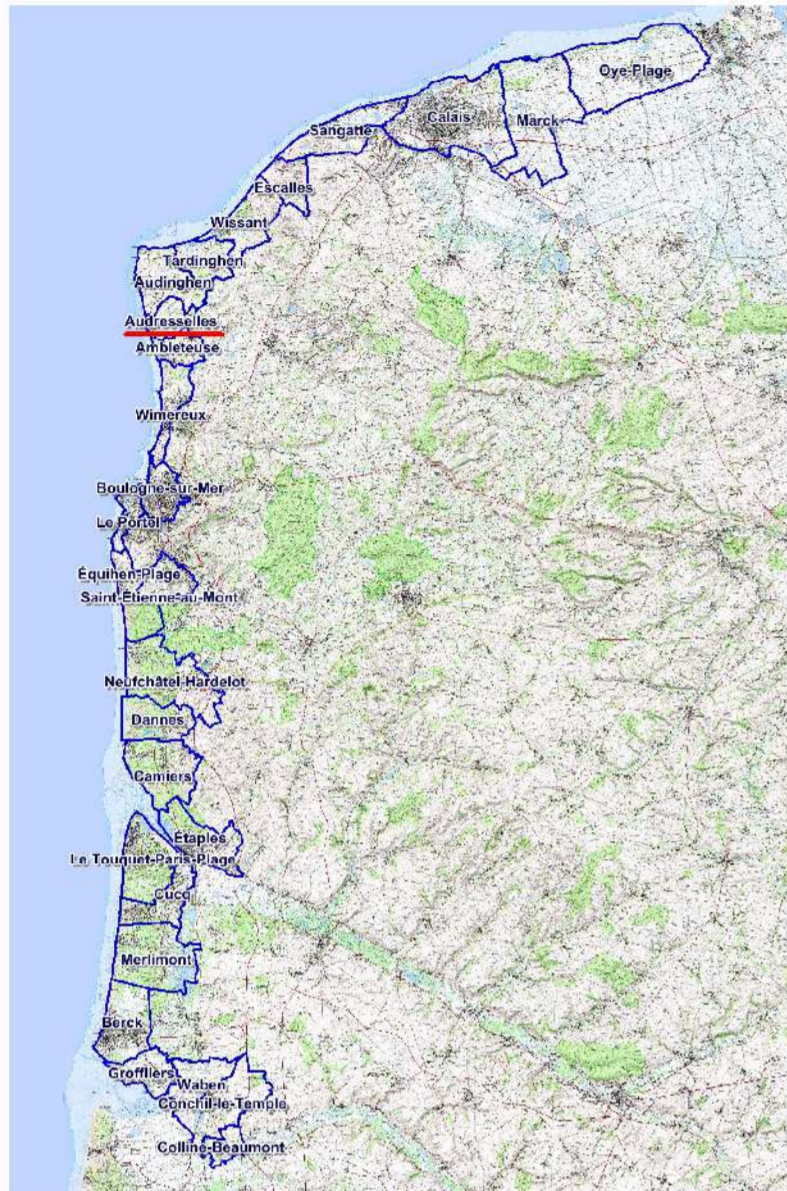 Oye-Plage
Calais
Marck
Sangatte
Escalles
Wissant
Tardinghen
Audinghen
Audresselles
Ambleteuse
Wimereux
Boulogne-sur-Mer
Le Portel
Équihen-Plage
Saint-Étienne-au-Mont
Neufchâtel-Hardelot
Dannes
Camiers
Étaples
Le Touquet-Paris-Plage
Cucq
Merlimont
Berck
Groffliers
Waben
Conchil-le-Temple
Colline-Beaumont